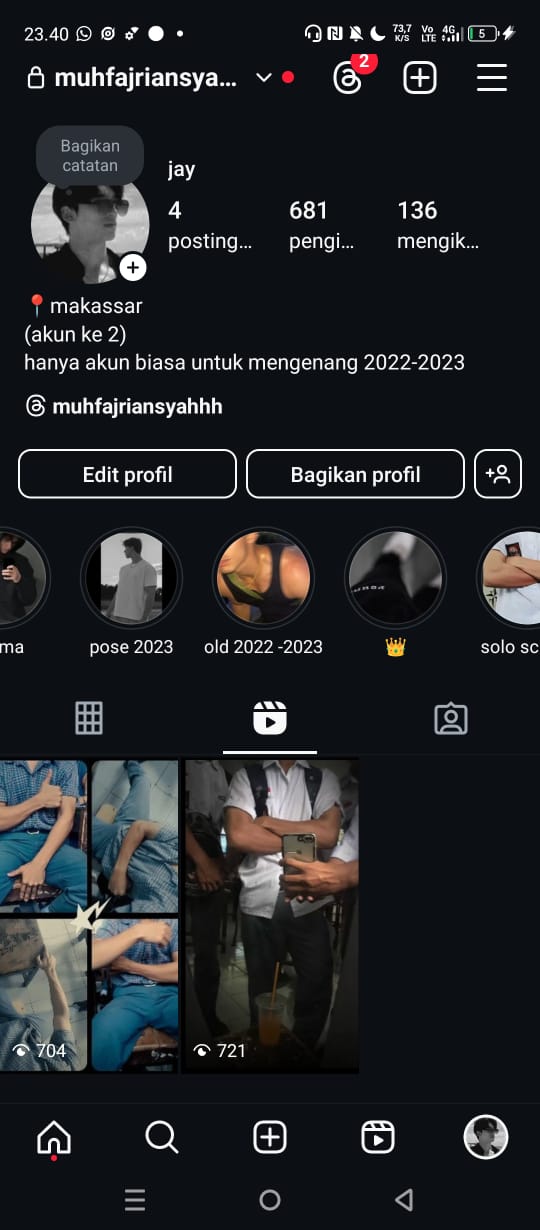 23.40
73,7
K/S
Vo
LTE
4G
5
muhfajriansya...
2
Bagikan
catatan
jay
4
681
136
posting...
pengi...
mengik...
📍makassar
(akun ke 2)
hanya akun biasa untuk mengenang 2022-2023
muhfajriansyahhh
Edit profil
Bagikan profil
ma
pose 2023
old 2022 -2023
👑
solo sc
704
721